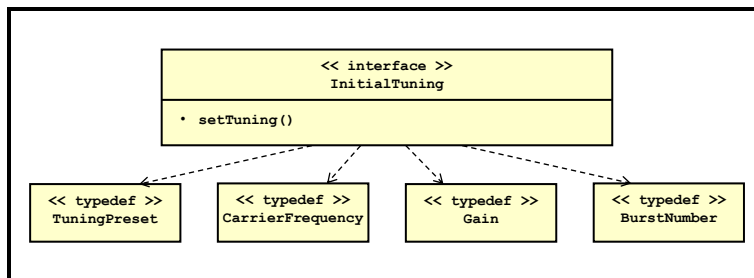 << interface >>
InitialTuning
• setTuning()
<< typedef >>
TuningPreset
<< typedef >>
CarrierFrequency
<< typedef >>
Gain
<< typedef >>
BurstNumber